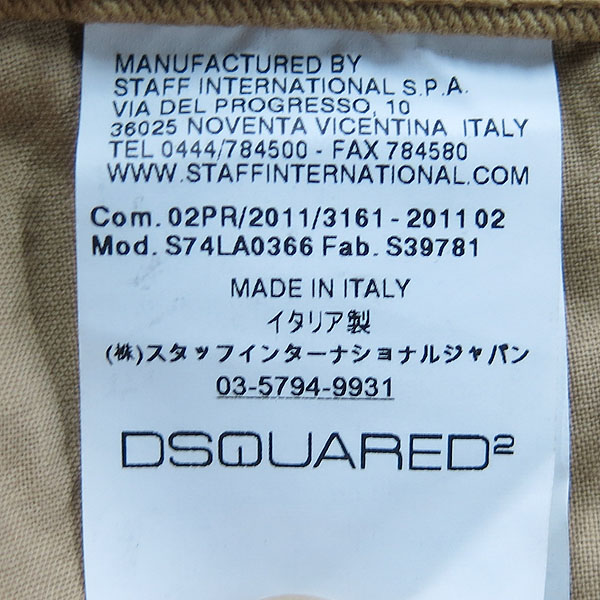 MANUFACTURED BY
STAFF INTERNATIONAL S.P.A.
VIA DEL PROGRESSO, 10
36025 NOVENTA VICENTINA ITALY
TEL 0444/784500 - FAX 784580
WWW.STAFFINTERNATIONAL.COM
Com. 02PR/2011/3161 - 2011 02
Mod. S74LA0366 Fab. S39781
MADE IN ITALY
イタリア製
(株)スタッフインターナショナルジャパン
03-5794-9931
DSQUARED²